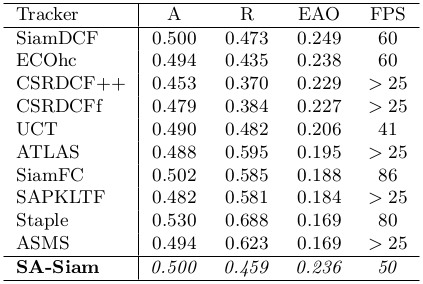 Tracker A R EAO FPS
SiamDCF 0.500 0.473 0.249 60
ECOhc 0.494 0.435 0.238 60
CSRDCF++ 0.453 0.370 0.229 > 25
CSRDCFf 0.479 0.384 0.227 > 25
UCT 0.490 0.482 0.206 41
ATLAS 0.488 0.595 0.195 > 25
SiamFC 0.502 0.585 0.188 86
SAPKLTF 0.482 0.581 0.184 > 25
Staple 0.530 0.688 0.169 80
ASMS 0.494 0.623 0.169 > 25
SA-Siam 0.500 0.459 0.236 50